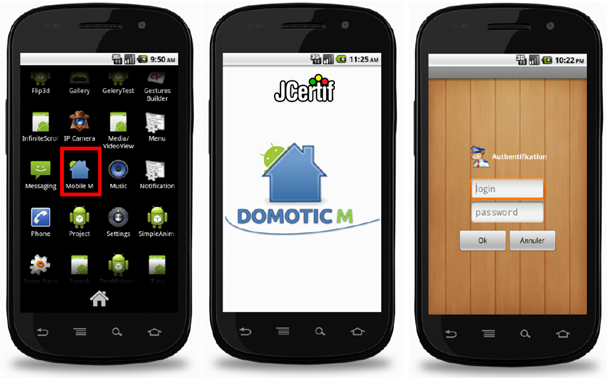 9:50 AM
Flip3d Gallery GeleryTest Gestures
Builder
InfiniteScrol IP Camera Media/ Menu
VideoView
Messaging Mobile M Music Notification
Phone Project Settings SimpleAnim
11:25 AM
JCertif
DOMOTIC M
10:22 PM
Authentification
login
password
Ok Annuler